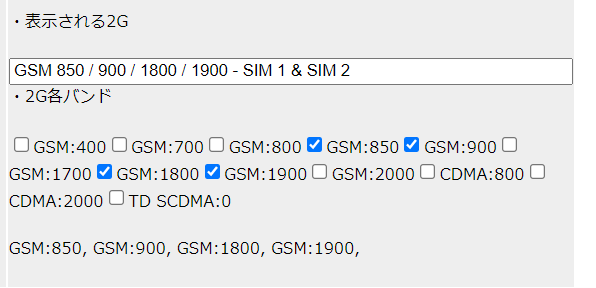 ・表示される2G
GSM 850 / 900 / 1800 / 1900 - SIM 1 & SIM 2
・2G各バンド
GSM:400 GSM:700 GSM:800 GSM:850 GSM:900
GSM:1700 GSM:1800 GSM:1900 GSM:2000 CDMA:800
CDMA:2000 TD SCDMA:0
GSM:850, GSM:900, GSM:1800, GSM:1900,